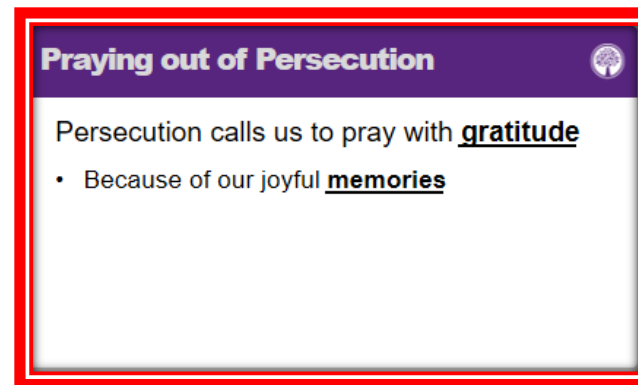 Praying out of Persecution
Persecution calls us to pray with gratitude
• Because of our joyful memories